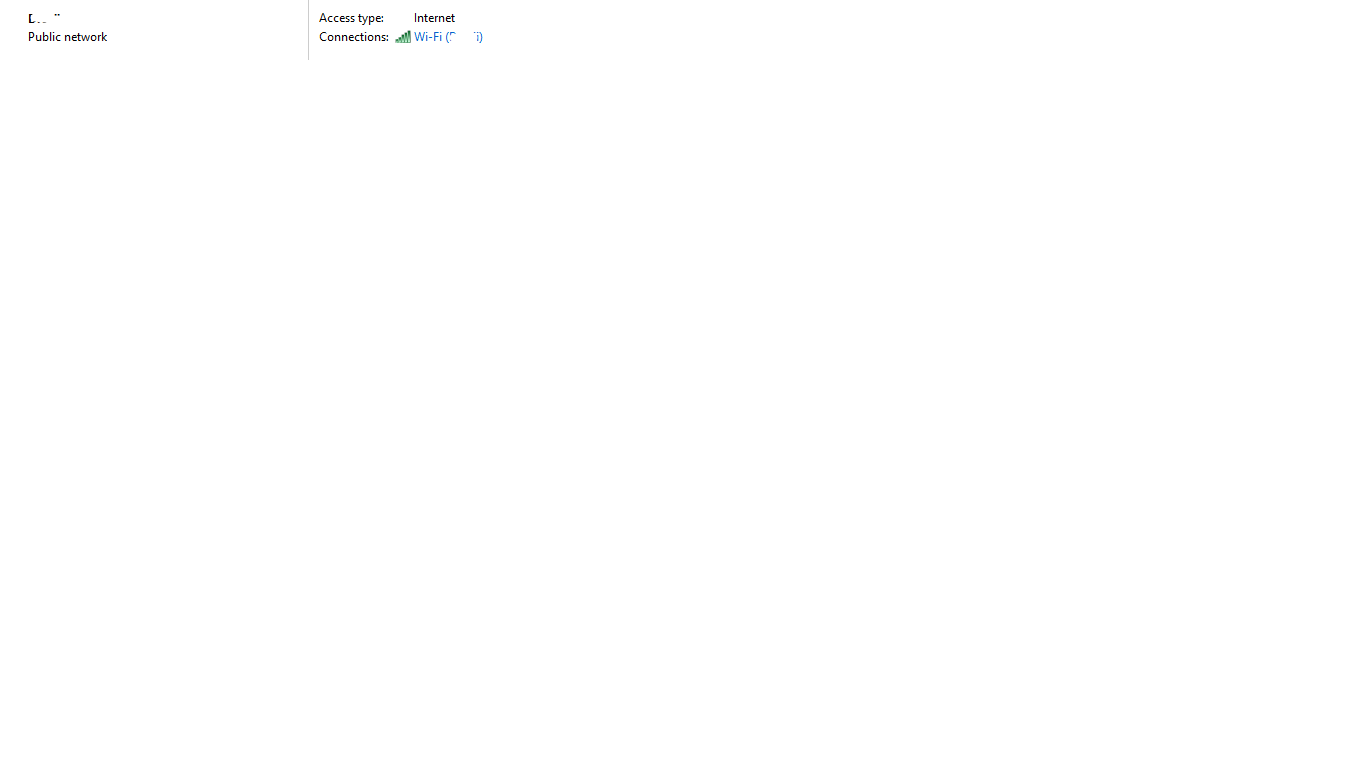 Public network
Access type: Internet
Connections: Wi-Fi (